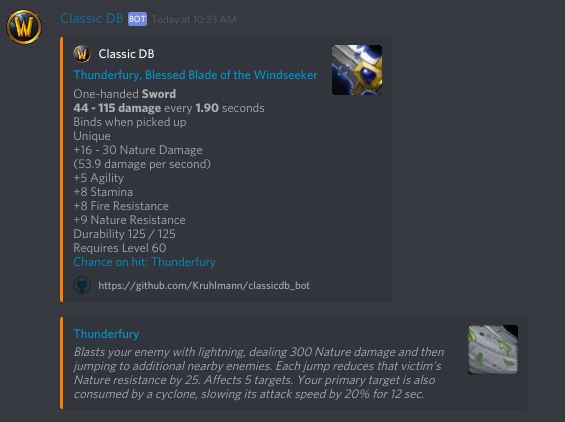 Classic DB BOT Today at 10:33 AM
Classic DB
Thunderfury, Blessed Blade of the Windseeker
One-handed Sword
44 - 115 damage every 1.90 seconds
Binds when picked up
Unique
+16 - 30 Nature Damage
(53.9 damage per second)
+5 Agility
+8 Stamina
+8 Fire Resistance
+9 Nature Resistance
Durability 125 / 125
Requires Level 60
Chance on hit: Thunderfury
https://github.com/Kruhlmann/classicdb_bot
Thunderfury
Blasts your enemy with lightning, dealing 300 Nature damage and then
jumping to additional nearby enemies. Each jump reduces that victim's
Nature resistance by 25. Affects 5 targets. Your primary target is also
consumed by a cyclone, slowing its attack speed by 20% for 12 sec.